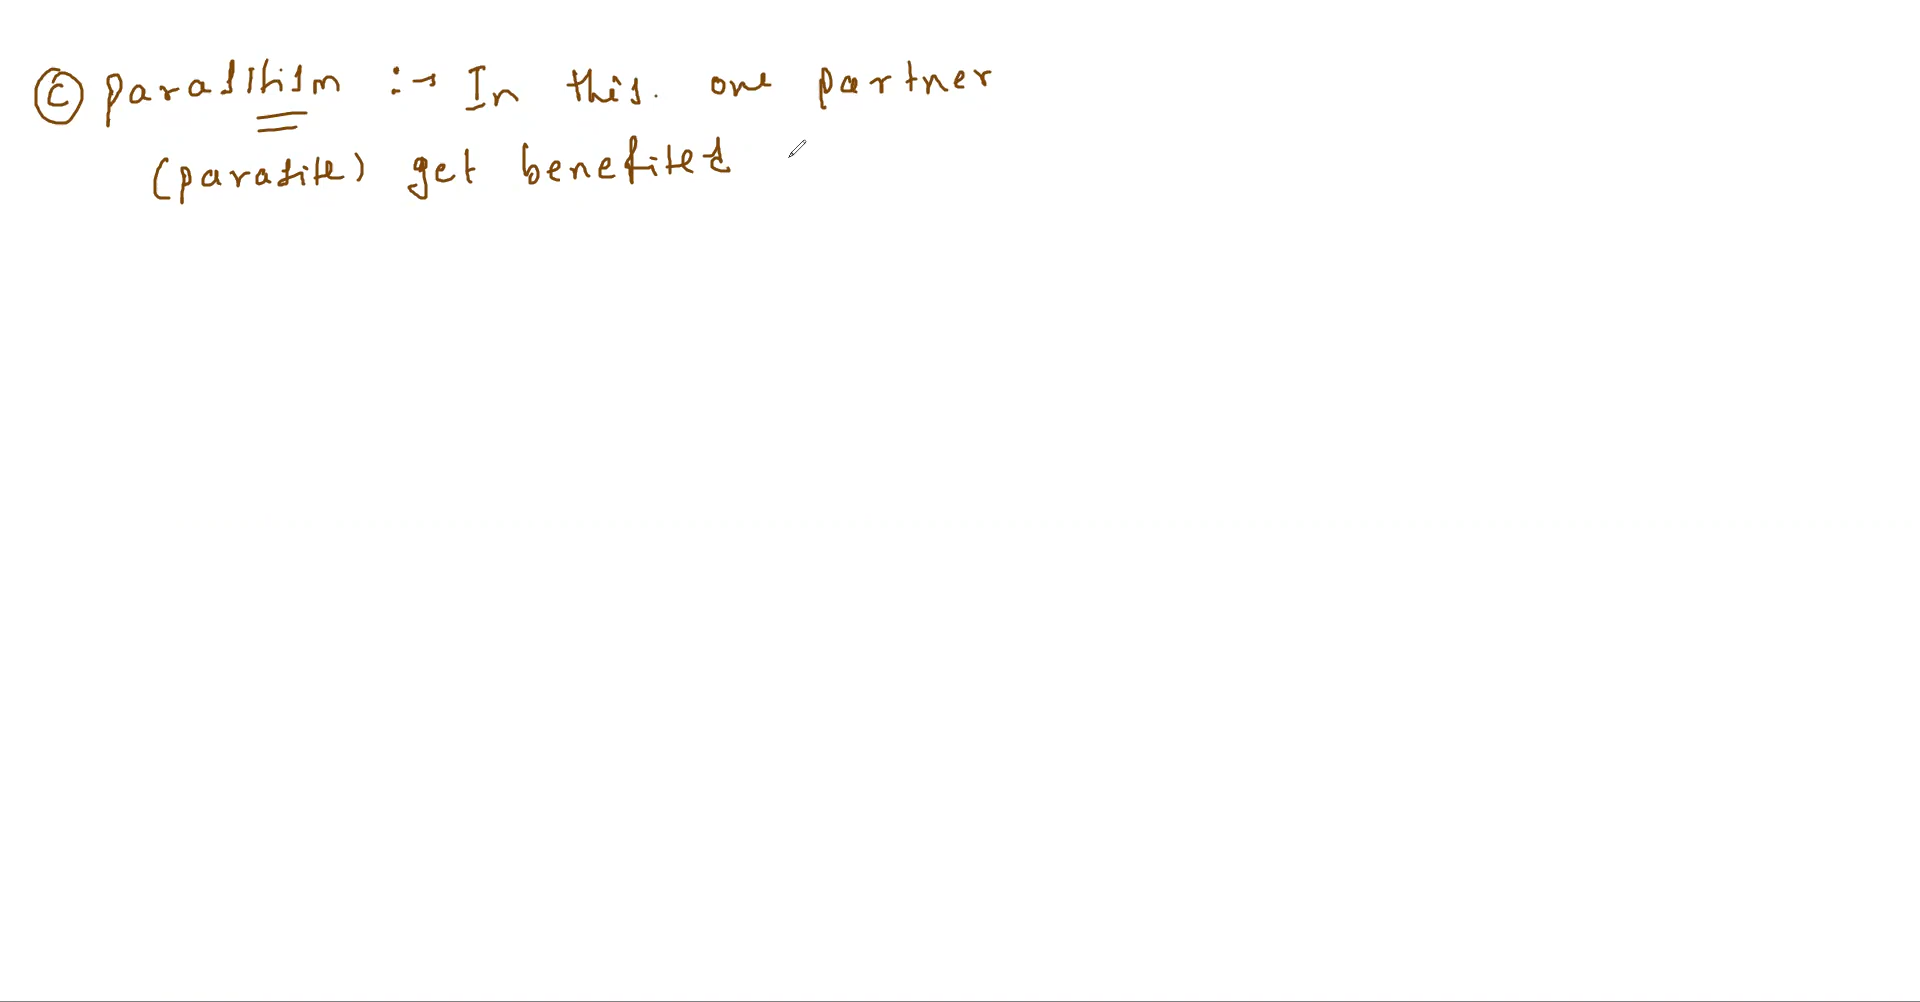 © parasitism :→ In this. one partner
(parasite) get benefited